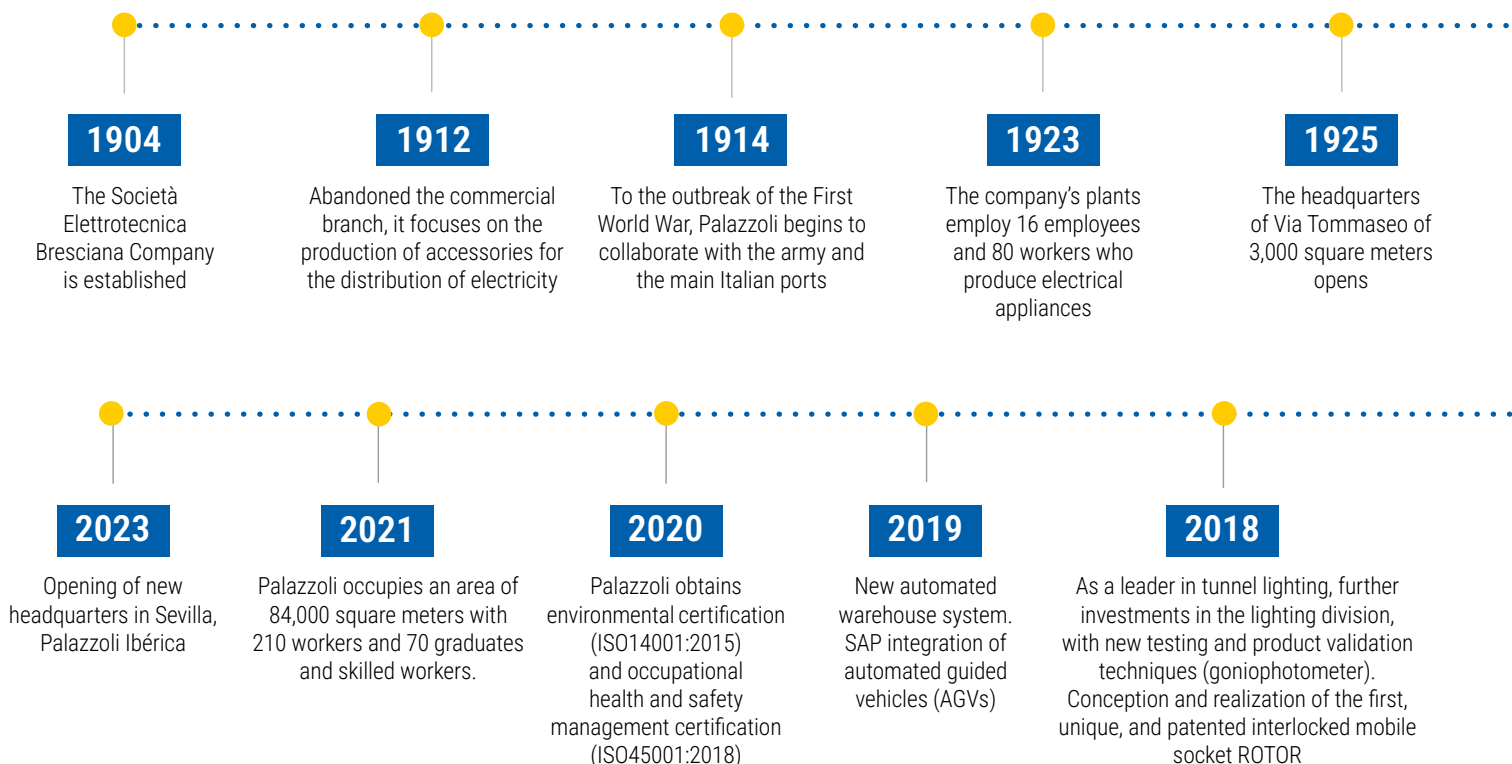 1904
The Società
Elettrotecnica
Bresciana Company
is established
1912
Abandoned the commercial
branch, it focuses on the
production of accessories for
the distribution of electricity
1914
To the outbreak of the First
World War, Palazzoli begins to
collaborate with the army and
the main Italian ports
1923
The company’s plants
employ 16 employees
and 80 workers who
produce electrical
appliances
1925
The headquarters
of Via Tommaseo of
3,000 square meters
opens
2023
Opening of new
headquarters in Sevilla,
Palazzoli Ibérica
2021
Palazzoli occupies an area of
84,000 square meters with
210 workers and 70 graduates
and skilled workers.
2020
Palazzoli obtains
environmental certification
(ISO14001:2015)
and occupational
health and safety
management certification
(ISO45001:2018)
2019
New automated
warehouse system.
SAP integration of
automated guided
vehicles (AGVs)
2018
As a leader in tunnel lighting, further
investments in the lighting division,
with new testing and product validation
techniques (goniophotometer).
Conception and realization of the first,
unique, and patented interlocked mobile
socket ROTOR